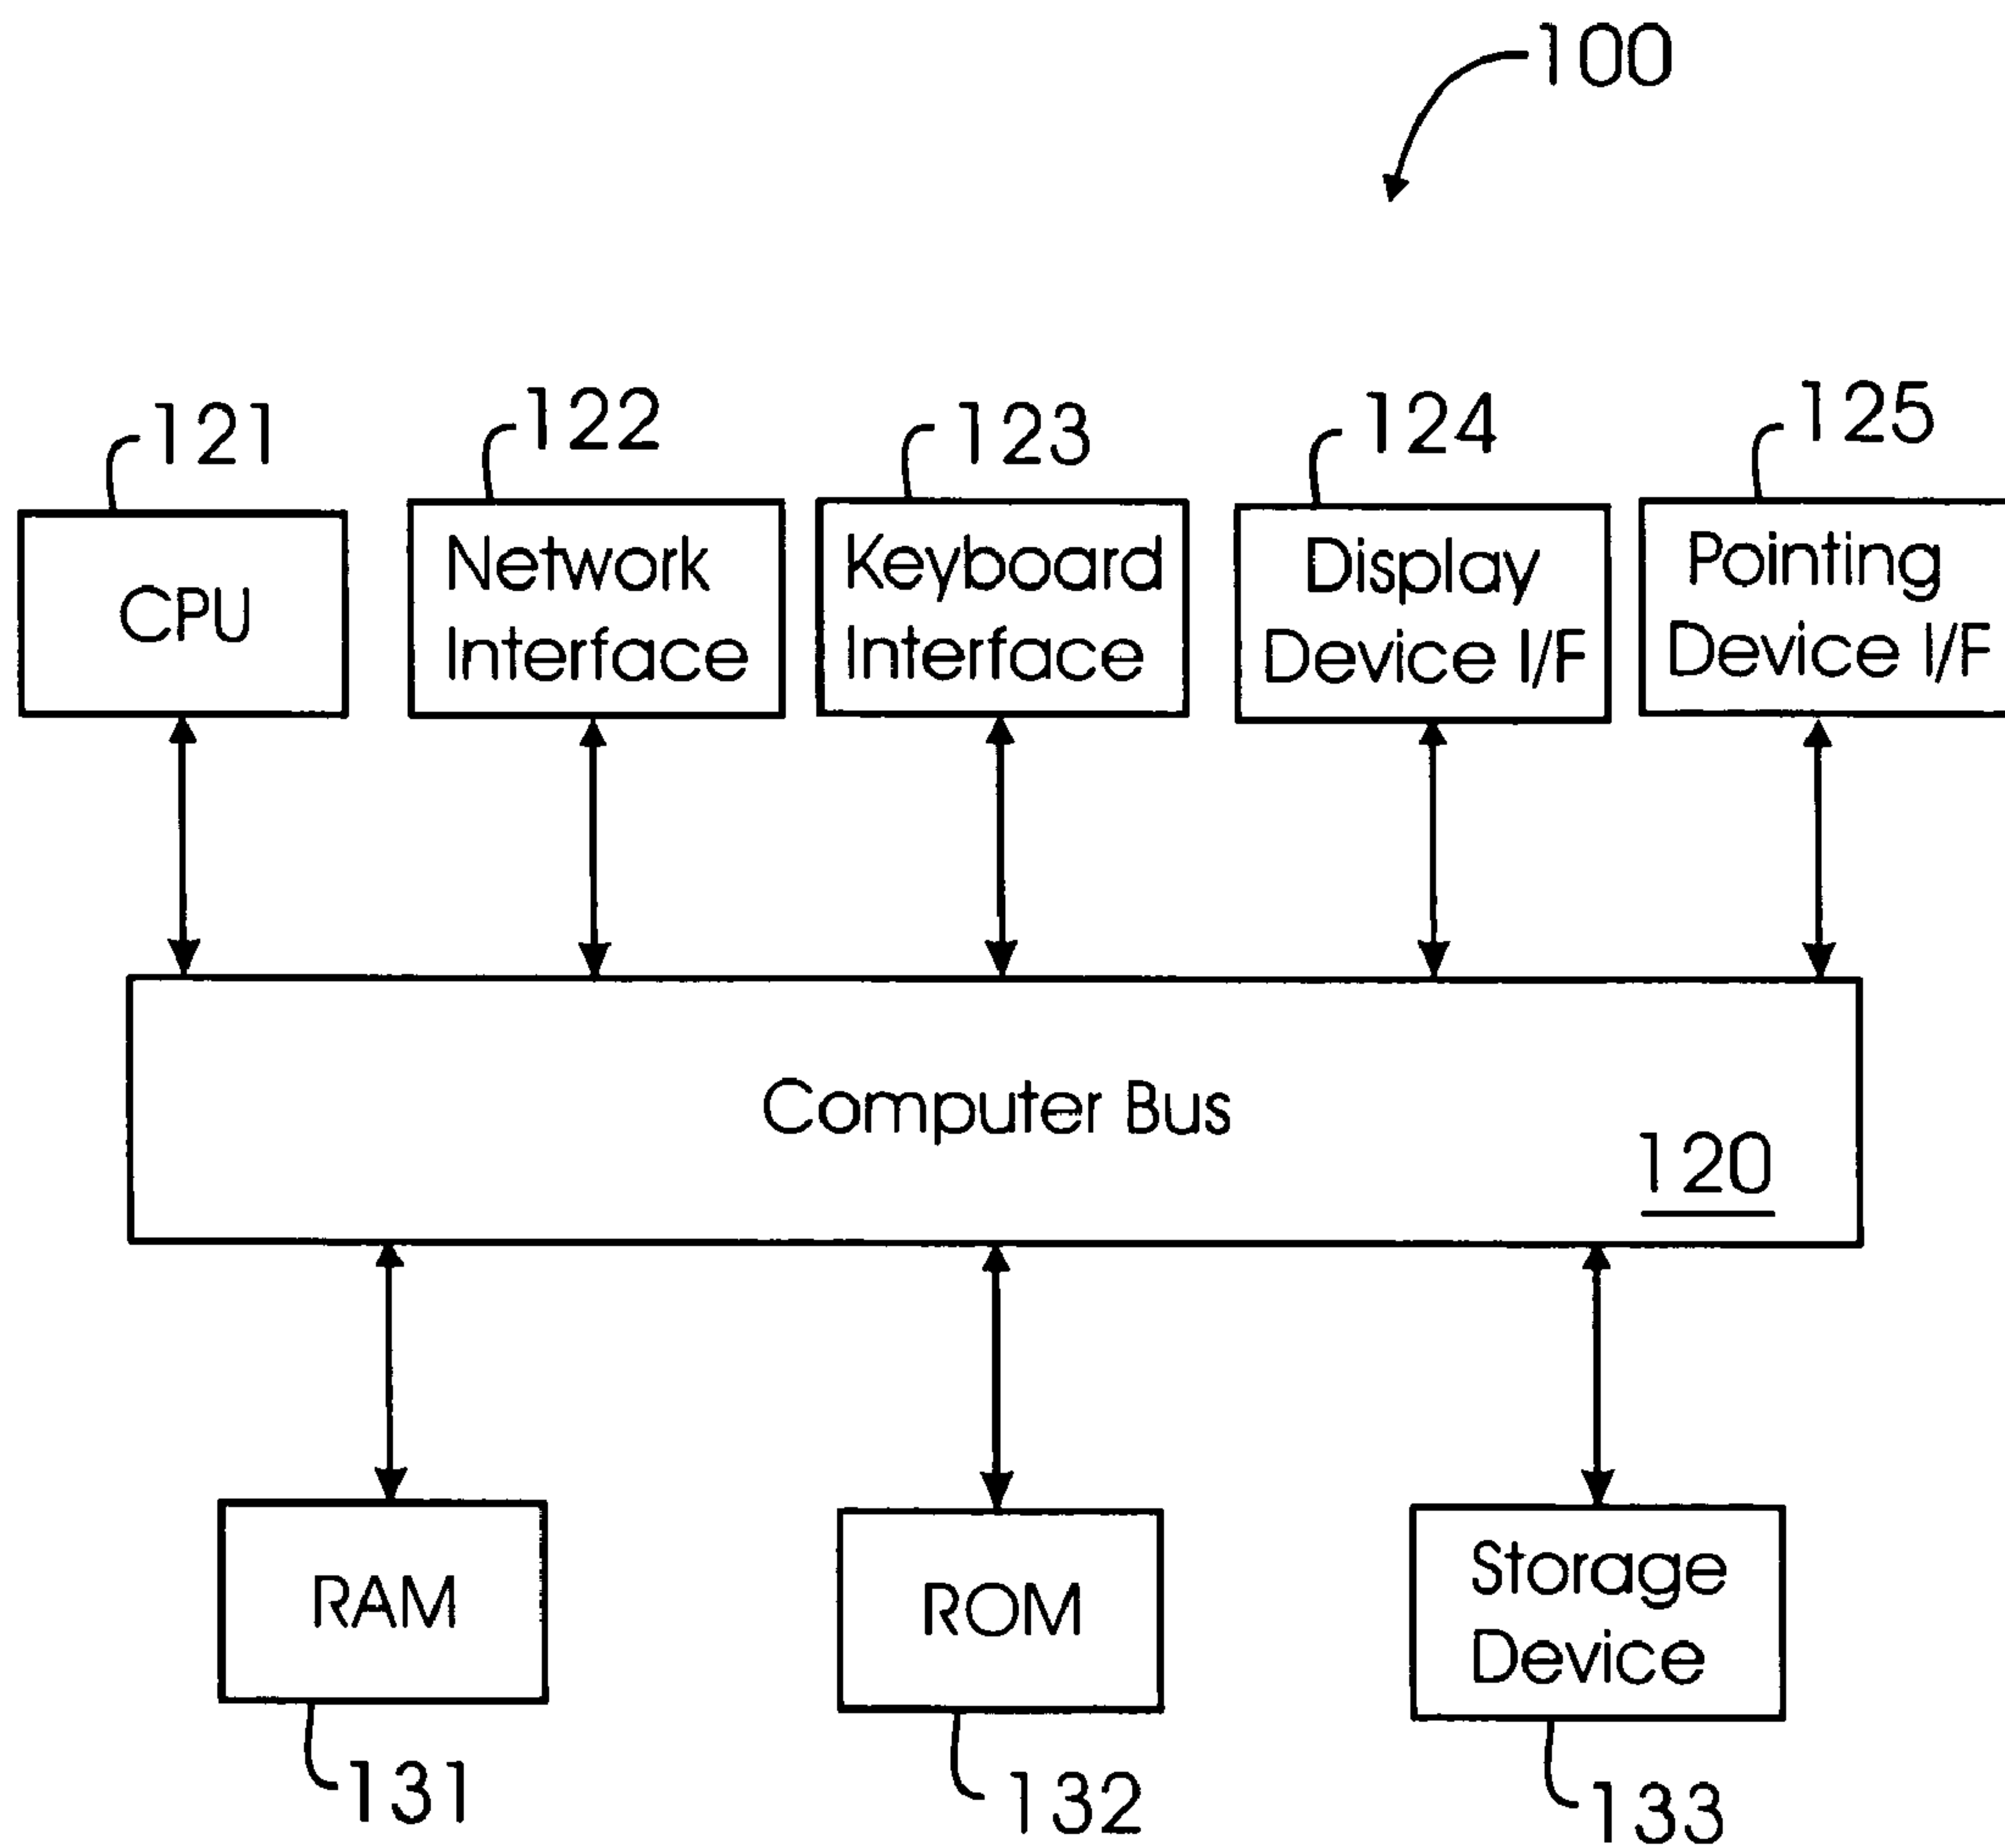 100
121
122
123
124
125
CPU
Network
Interface
Keyboard
Interface
Display
Device I/F
Pointing
Device I/F
Computer Bus
120
RAM
ROM
Storage
Device
131
132
133